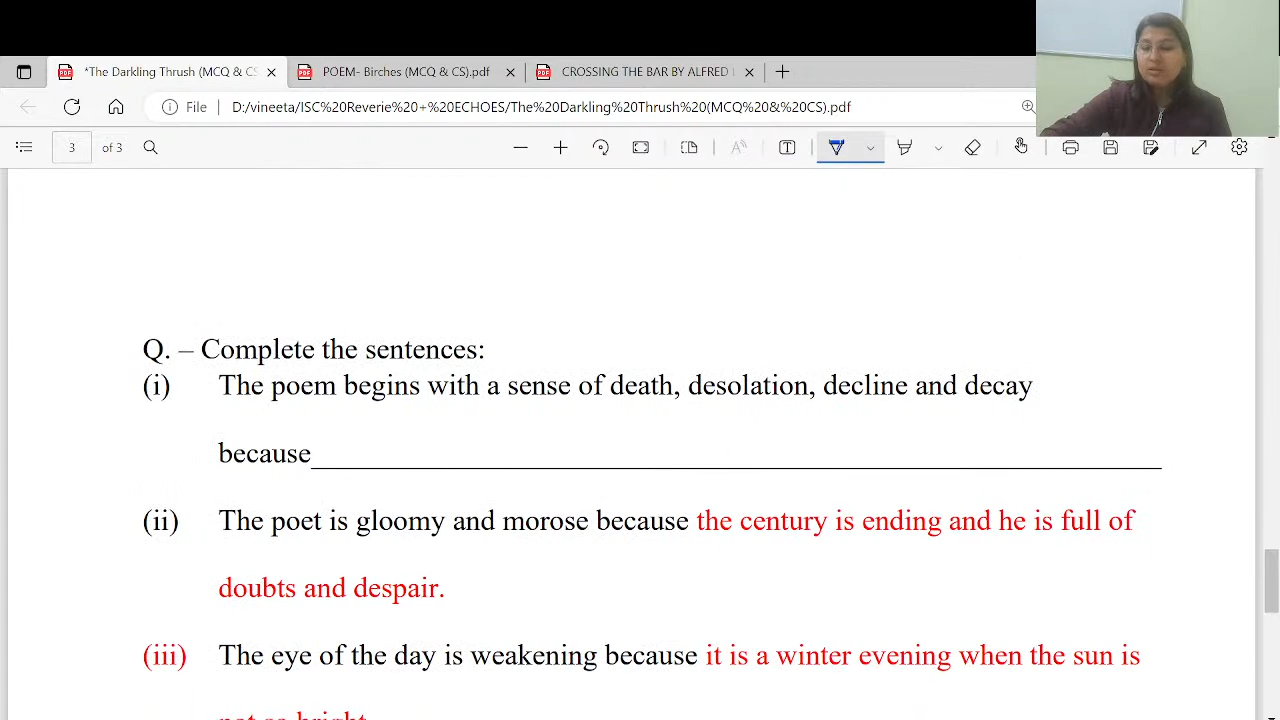 *The Darkling Thrush (MCQ & CS
POEM- Birches (MCQ & CS).pdf
CROSSING THE BAR BY ALFRED
File D:/vineeta/ISC%20Reverie%20+%20ECHOES/The%20Darkling%20Thrush%20(MCQ%20&%20CS).pdf
3 of 3
Q. – Complete the sentences:
(i) The poem begins with a sense of death, desolation, decline and decay
because
(ii) The poet is gloomy and morose because the century is ending and he is full of
doubts and despair.
(iii) The eye of the day is weakening because it is a winter evening when the sun is
not so bright